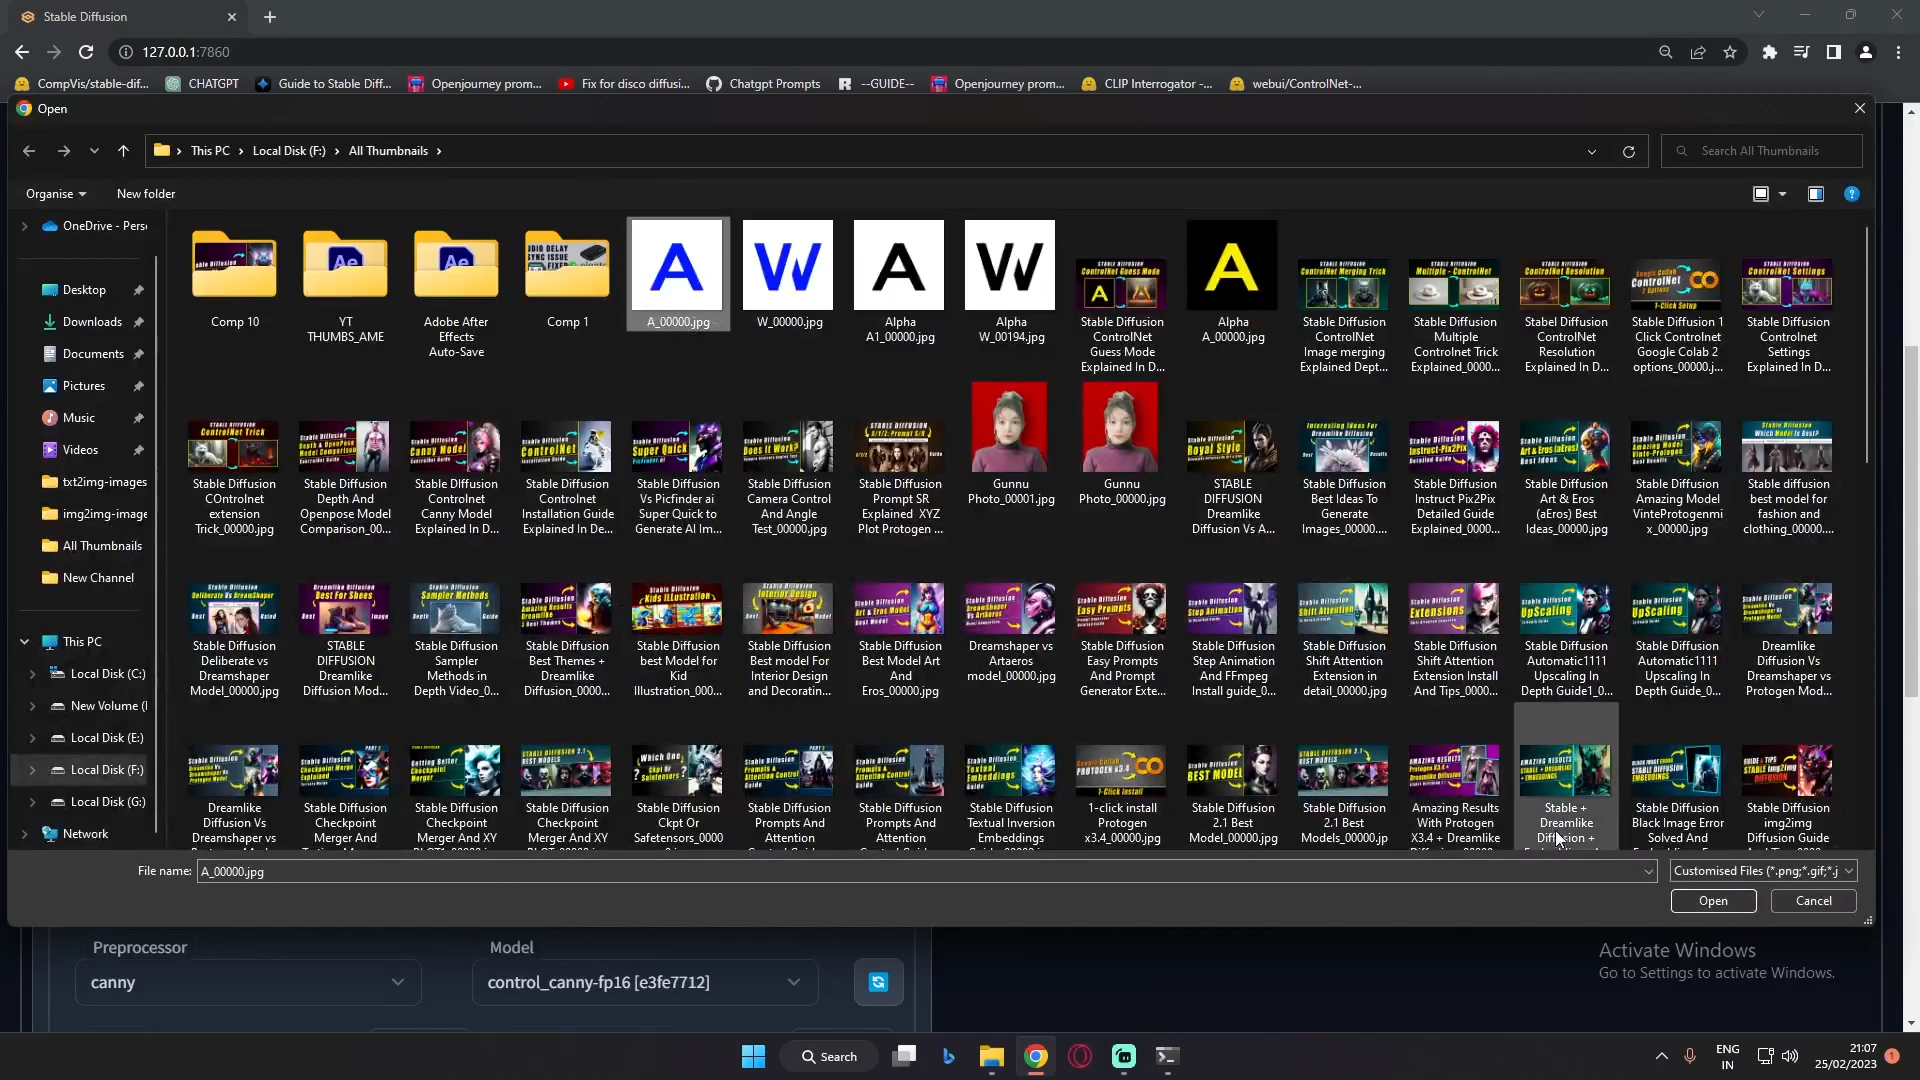 Stable Diffusion
127.0.0.1:7860
CompVis/stable-dif...
CHATGPT
Guide to Stable Diff...
Openjourney prom...
Fix for disco diffusi...
Chatgpt Prompts
--GUIDE--
Openjourney prom...
CLIP Interrogator -...
webui/ControlNet-...
Open
This PC
Local Disk (F:)
All Thumbnails
Search All Thumbnails
Organise
New folder
OneDrive - Pers
Desktop
Downloads
Documents
Pictures
Music
Videos
txt2img-images
img2img-image
All Thumbnails
New Channel
This PC
Local Disk (C:)
New Volume (
Local Disk (E:)
Local Disk (F:)
Local Disk (G:)
Network
Comp 10
YT
THUMBS_AME
Adobe After
Effects
Auto-Save
Comp 1
A_00000.jpg
W_00000.jpg
Alpha
A1_00000.jpg
Alpha
W_00194.jpg
Stable Diffusion
ControlNet
Guess Mode
Explained In D...
Alpha
A_00000.jpg
Stable Diffusion
ControlNet
Image merging
Explained Dept...
Stable Diffusion
Multiple
Controlnet Trick
Explained_0000...
Stabel Diffusion
ControlNet
Resolution
Explained In D...
Stable Diffusion 1
Click Controlnet
Google Colab 2
options_00000.j...
Stable Diffusion
Controlnet
Settings
Explained In D...
Stable Diffusion
COntrolnet
extension
Trick_00000.jpg
Stable Diffusion
Depth And
Openpose Model
Comparison_00...
Stable DIffusion
Controlnet
Canny Model
Explained In D...
Stable Diffusion
Controlnet
Installation Guide
Explained In De...
Stable Diffusion
Vs Picfinder ai
Super Quick to
Generate AI Im...
Stable Diffusion
Camera Control
And Angle
Test_00000.jpg
Stable Diffusion
Prompt SR
Explained XYZ
Plot Protogen ...
Gunnu
Photo_00001.jpg
Gunnu
Photo_00000.jpg
STABLE
DIFFUSION
Dreamlike
Diffusion Vs A...
Stable Diffusion
Best Ideas To
Generate
Images_00000....
Stable Diffusion
Instruct Pix2Pix
Detailed Guide
Explained_0000...
Stable Diffusion
Art & Eros
(aEros) Best
Ideas_00000.jpg
Stable Diffusion
Amazing Model
VinteProtogenmi
x_00000.jpg
Stable diffusion
best model for
fashion and
clothing_00000....
Stable Diffusion
Deliberate vs
Dreamshaper
Model_00000.jpg
STABLE
DIFFUSION
Dreamlike
Diffusion Mod...
Stable Diffusion
Sampler
Methods in
Depth Video_0...
Stable Diffusion
Best Themes +
Dreamlike
Diffusion_0000...
Stable Diffusion
best Model for
Kid
Illustration_000...
Stable Diffusion
Best model For
Interior Design
and Decoratin...
Stable Diffusion
Best Model Art
And
Eros_00000.jpg
Dreamshaper vs
Artaeros
model_00000.jpg
Stable Diffusion
Easy Prompts
And Prompt
Generator Exte...
Stable Diffusion
Step Animation
And FFmpeg
Install guide_0...
Stable Diffusion
Shift Attention
Extension in
detail_00000.jpg
Stable Diffusion
Shift Attention
Extension Install
And Tips_0000...
Stable Diffusion
Automatic1111
Upscaling In
Depth Guide1_0...
Stable Diffusion
Automatic1111
Upscaling In
Depth Guide_0...
Dreamlike
Diffusion Vs
Dreamshaper vs
Protogen Mod...
Dreamlike
Diffusion Vs
Dreamshaper vs
Stable Diffusion
Checkpoint
Merger And
Stable Diffusion
Checkpoint
Merger And XY
Stable Diffusion
Checkpoint
Merger And XY
Stable Diffusion
Ckpt Or
Safetensors_0000
Stable Diffusion
Prompts And
Attention
Stable Diffusion
Prompts And
Attention
Stable Diffusion
Textual Inversion
Embeddings
1-click install
Protogen
x3.4_00000.jpg
Stable Diffusion
2.1 Best
Model_00000.jpg
Stable Diffusion
2.1 Best
Models_00000.jp
Amazing Results
With Protogen
X3.4 + Dreamlike
Stable +
Dreamlike
Diffusion +
Stable Diffusion
Black Image Error
Solved And
Stable Diffusion
img2img
Diffusion Guide
File name:
A_00000.jpg
Customised Files (*.png;*.gif;*.j
Open
Cancel
Preprocessor
Model
canny
control_canny-fp16 [e3fe7712]
Activate Windows
Go to Settings to activate Windows.
Search
ENG
IN
21:07
25/02/2023
1